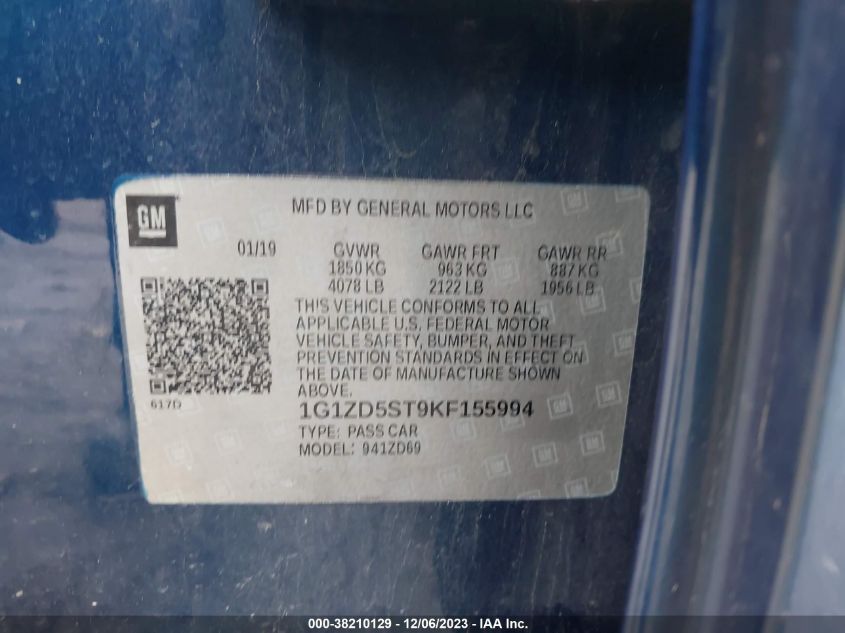 GM
MFD BY GENERAL MOTORS LLC
01/19 GVWR GAWR FRT GAWR RR
1850 KG 963 KG 887 KG
4078 LB 2122 LB 1956 LB
THIS VEHICLE CONFORMS TO ALL
APPLICABLE U.S. FEDERAL MOTOR
VEHICLE SAFETY, BUMPER, AND THEFT
PREVENTION STANDARDS IN EFFECT ON
THE DATE OF MANUFACTURE SHOWN
ABOVE.
617D
1G1ZD5ST9KF155994
TYPE: PASS CAR
MODEL: 941ZD69
000-38210129 - 12/06/2023 - IAA Inc.